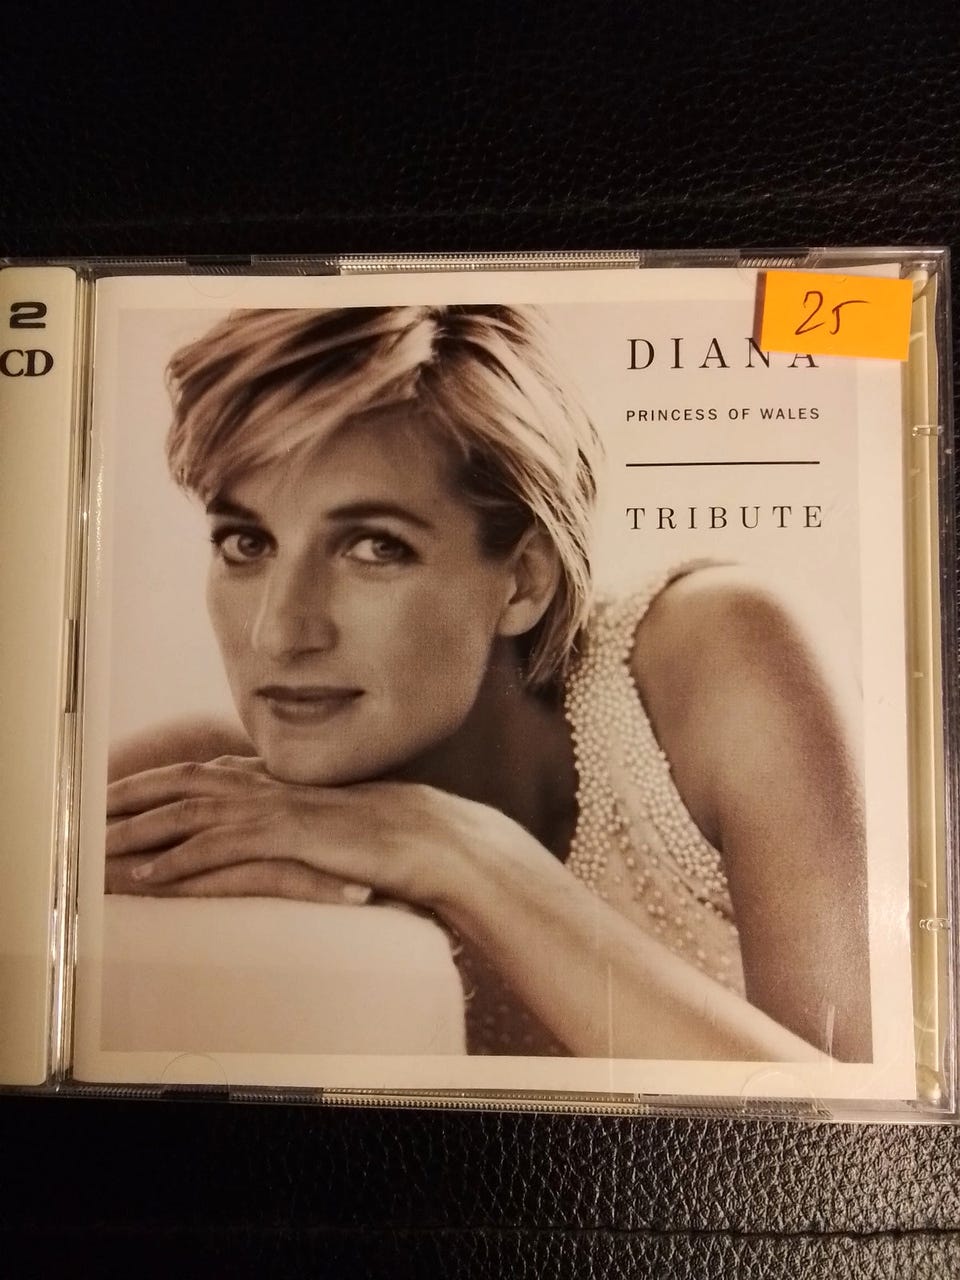 2
CD
25
DIANA
PRINCESS OF WALES
TRIBUTE